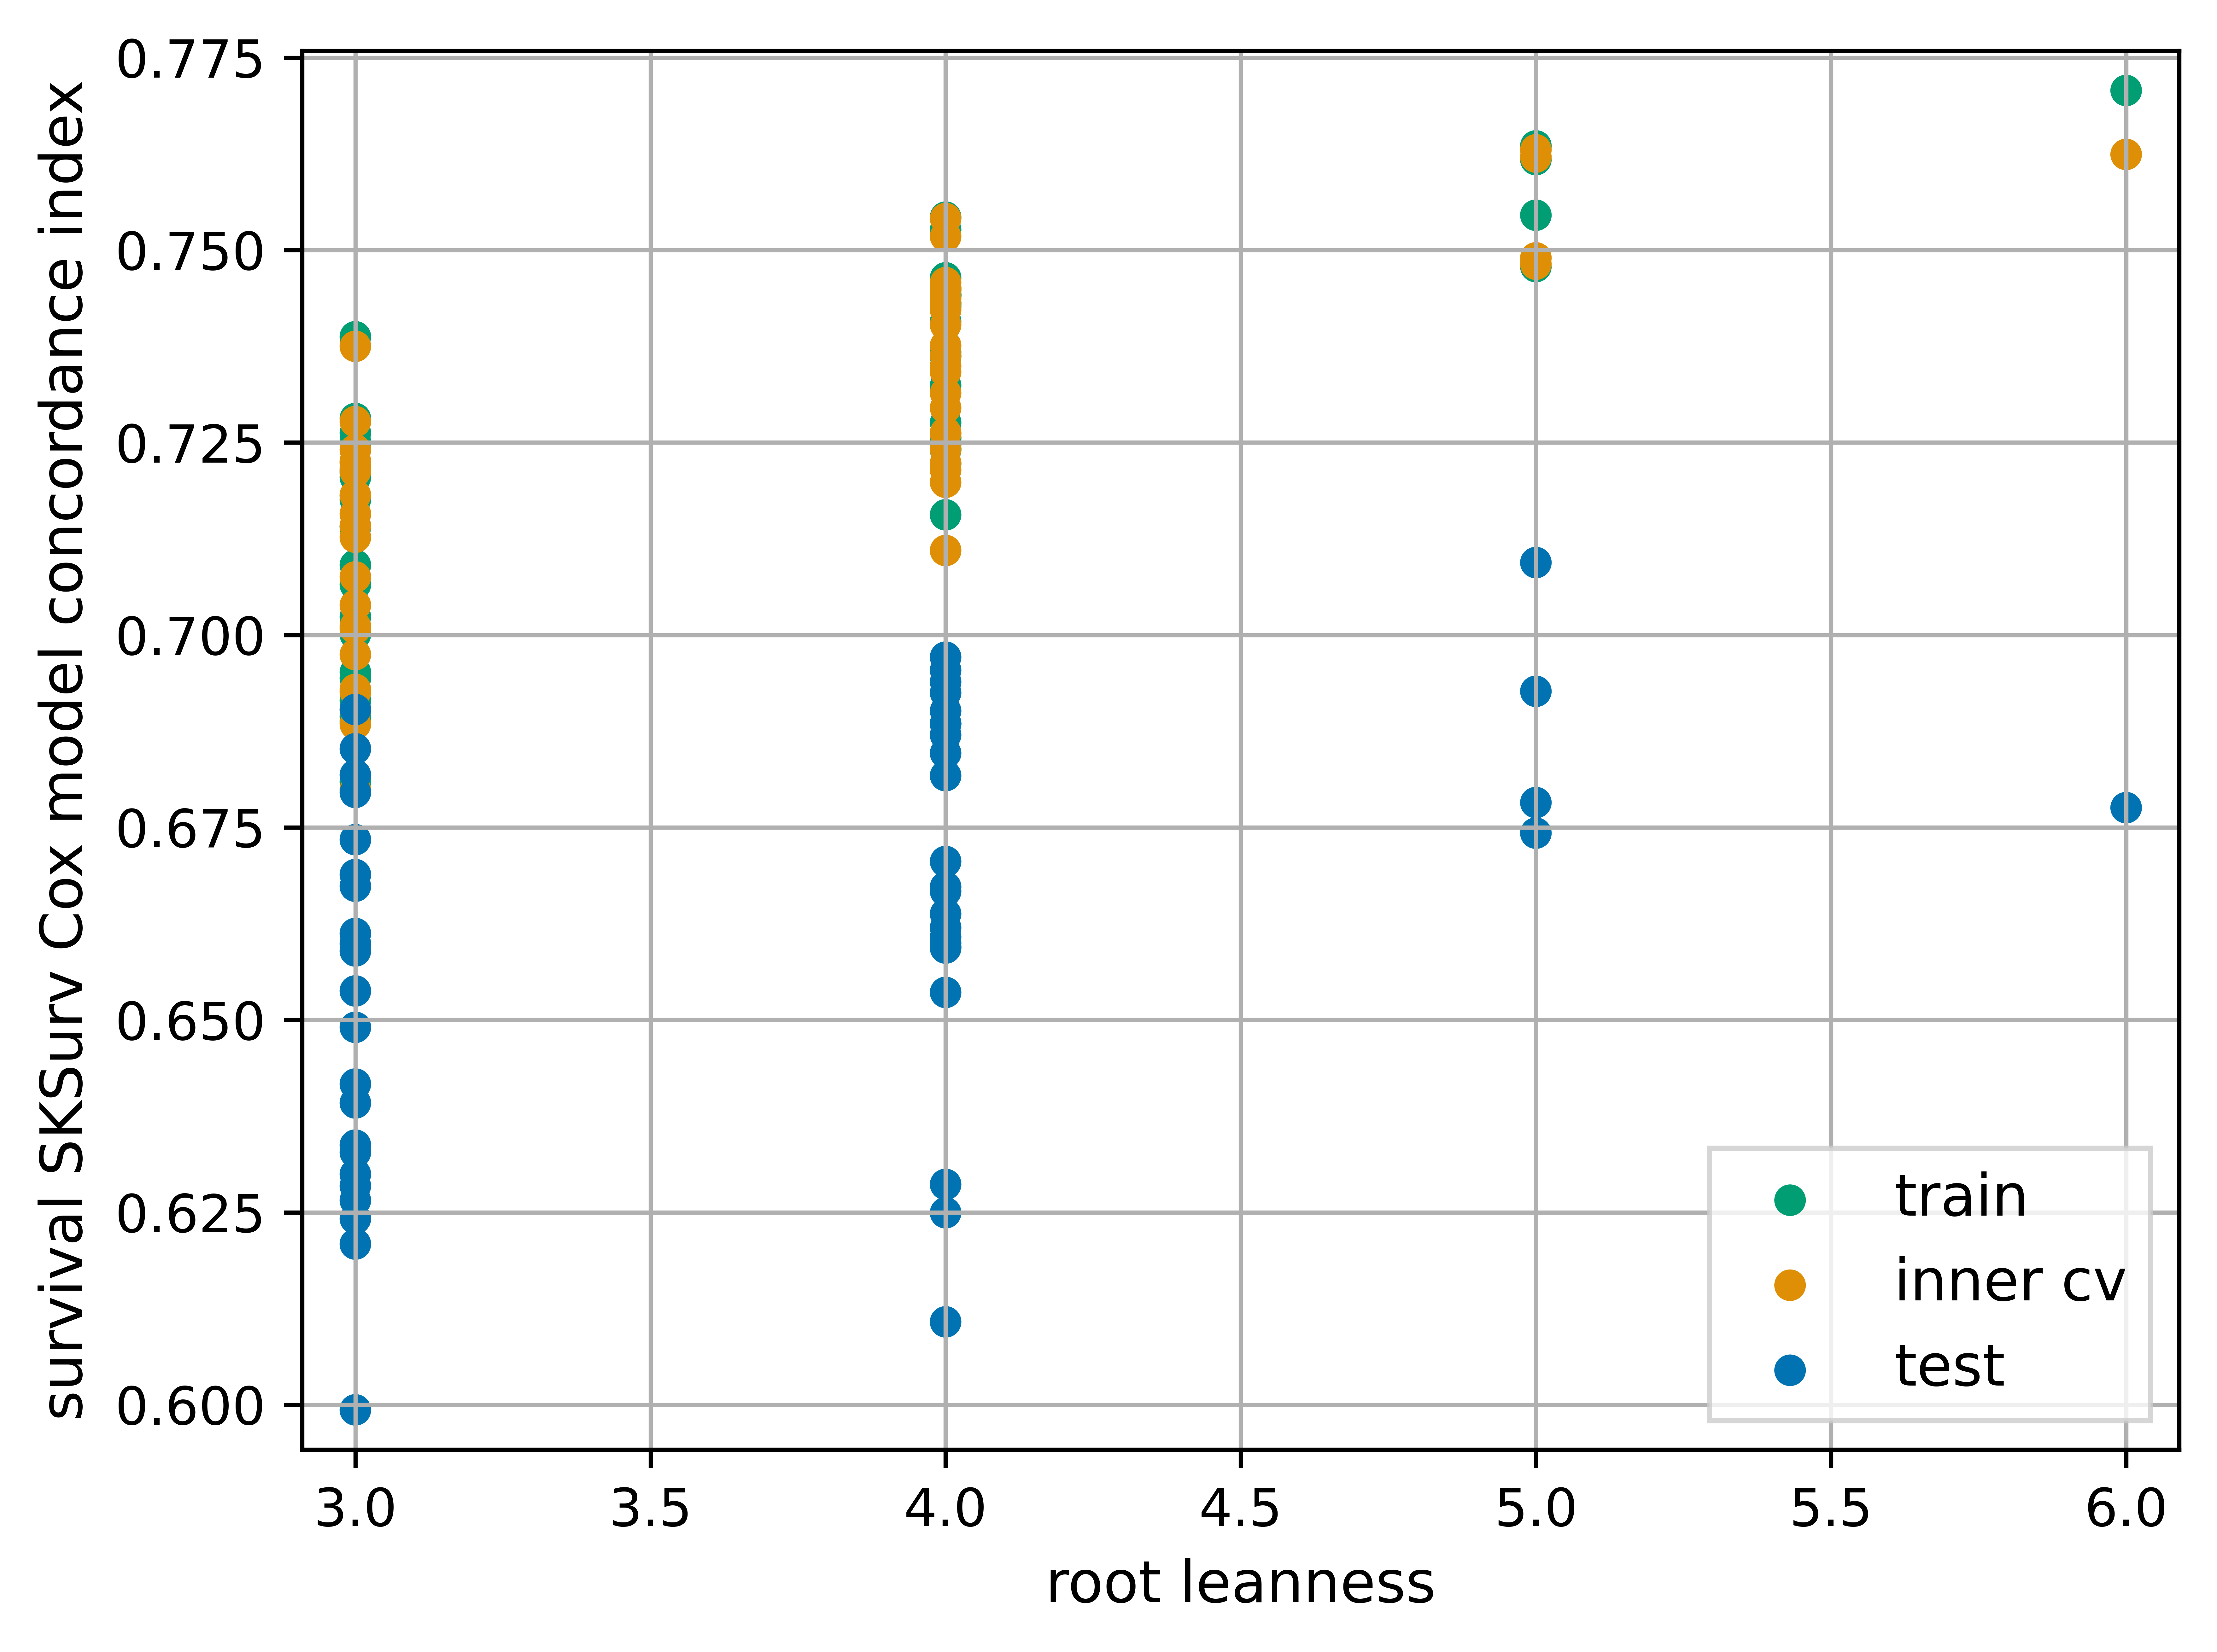 survival SKSurv Cox model concordance index
0.775
0.750
0.725
0.700
0.675
0.650
0.625
0.600
train
inner cv
test
3.0 3.5 4.0 4.5 5.0 5.5 6.0
root leanness